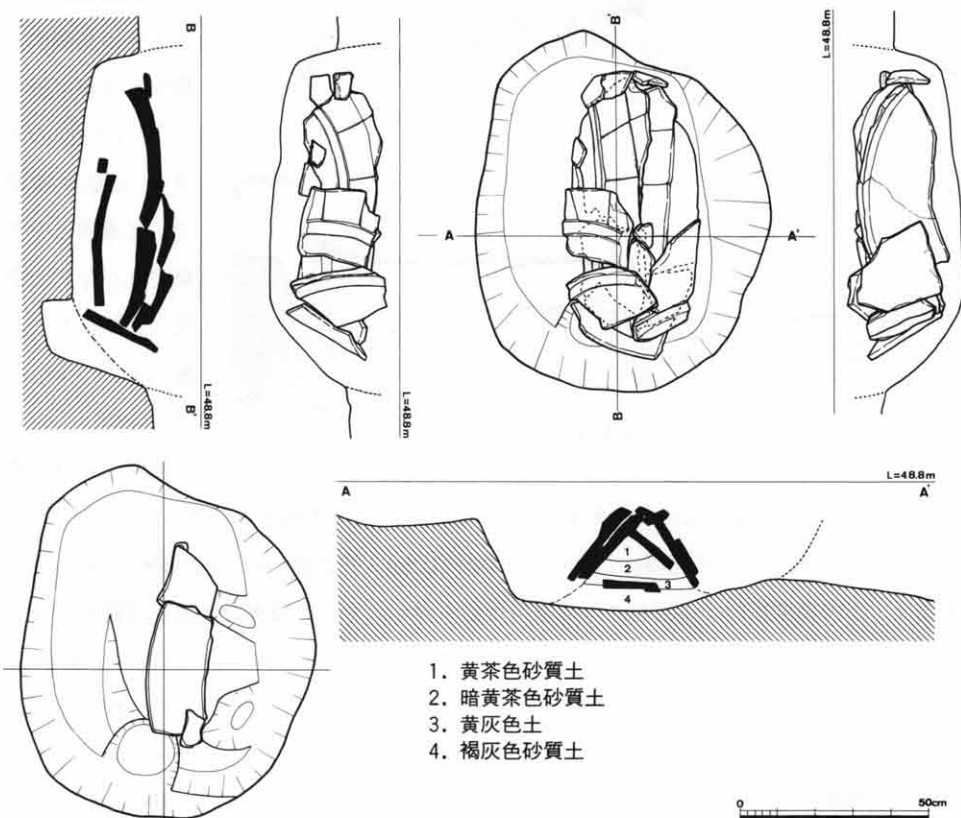 B
B'
L=48.8m
L=48.8m
B'
A
A'
B
L=48.8m
L=48.8m
A
A'
1
2
3
4
1. 黄茶色砂質土
2. 暗黄茶色砂質土
3. 黄灰色土
4. 褐灰色砂質土
0
50cm